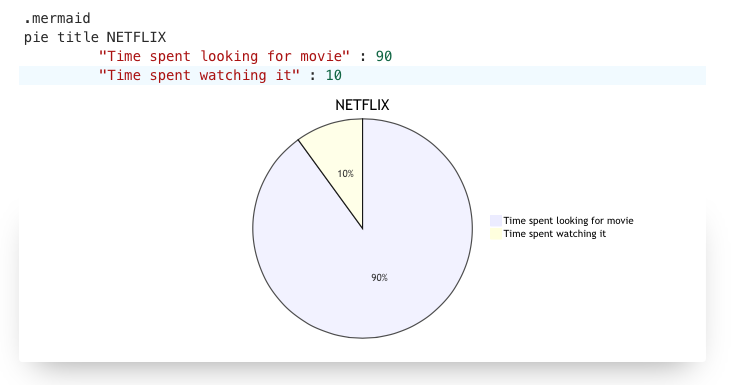 .mermaid
pie title NETFLIX
"Time spent looking for movie" : 90
"Time spent watching it" : 10
NETFLIX
10%
Time spent looking for movie
Time spent watching it
90%